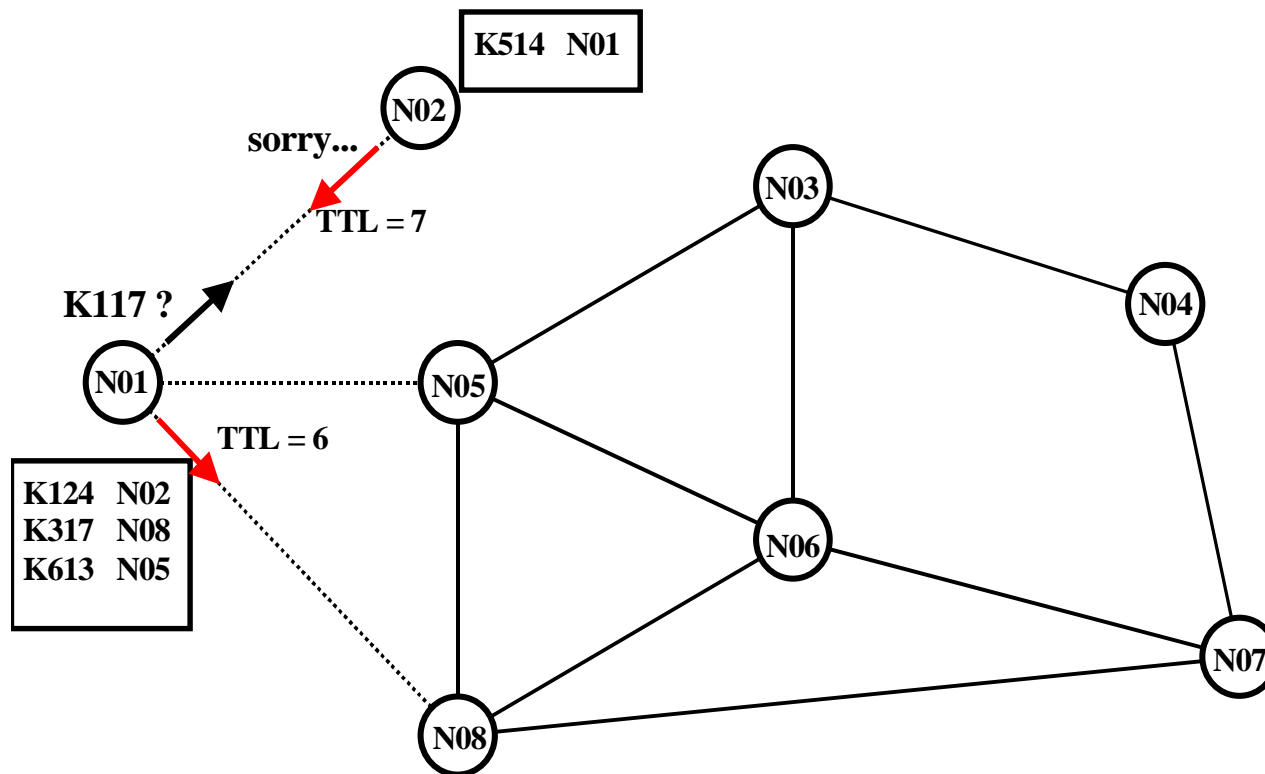 K514 N01
N02
sorry...
N03
TTL = 7
K117 ?
N04
N01
N05
TTL = 6
K124 N02
K317 N08
K613 N05
N06
N07
N08